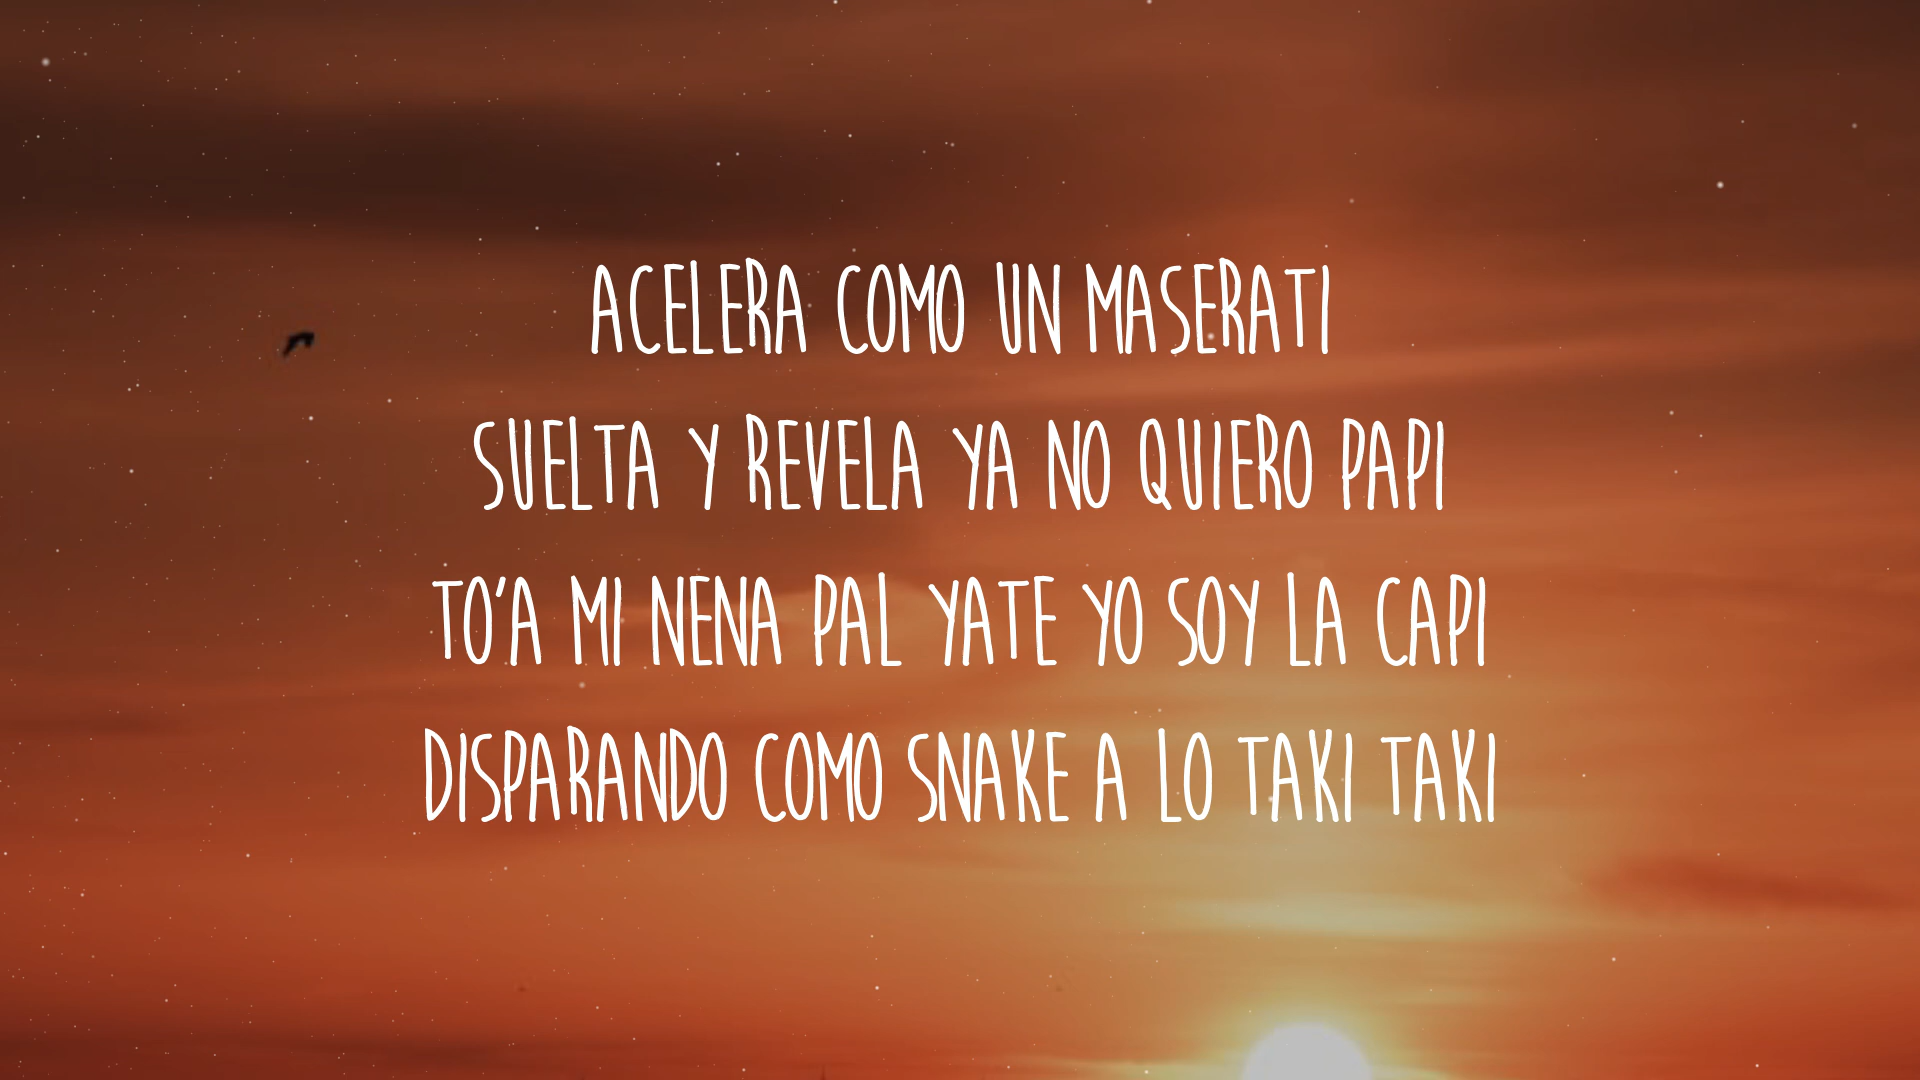 ACELERA COMO UN MASERATI
SUELTA Y REVELA YA NO QUIERO PAPI
TO'A MI NENA PAL YATE YO SOY LA CAPI
DISPARANDO COMO SNAKE A LO TAKI TAKI